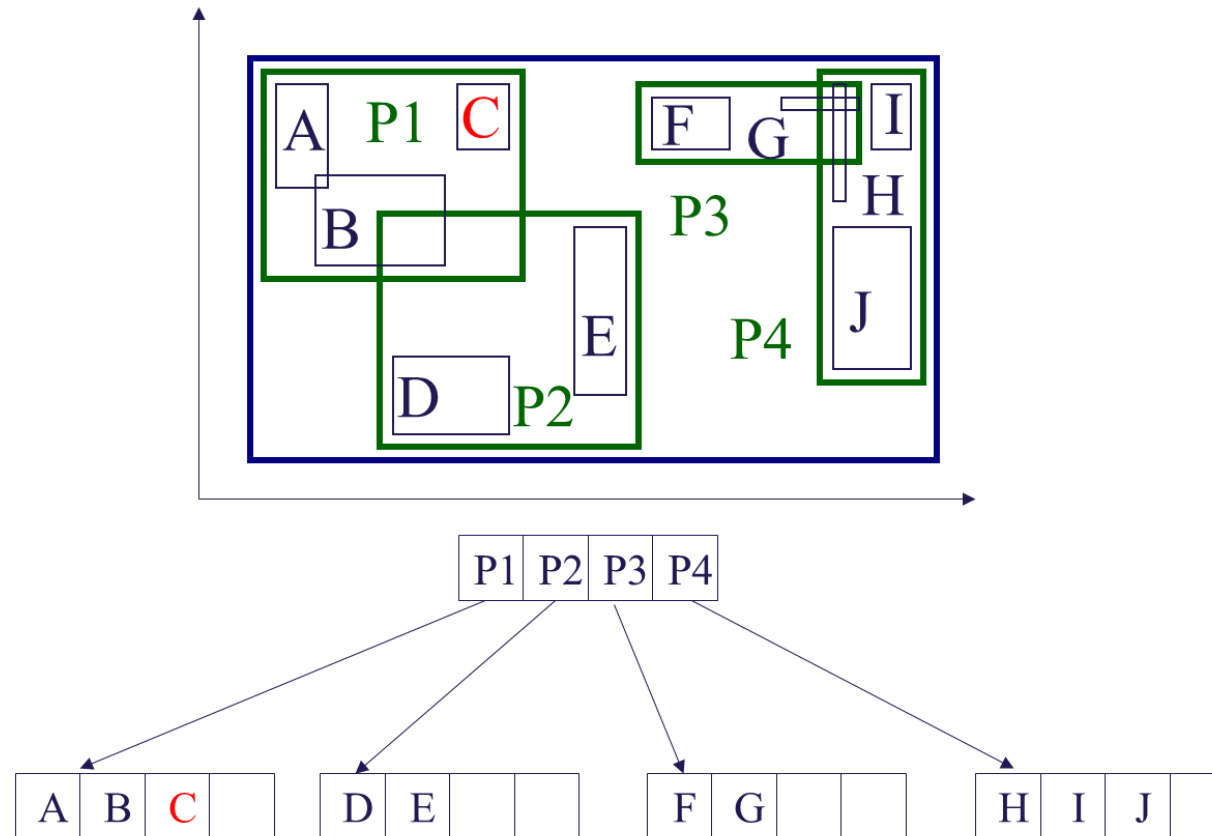 A P1 C F G I
B P3 H
E P4 J
D P2
P1 P2 P3 P4
A B C D E F G H I J